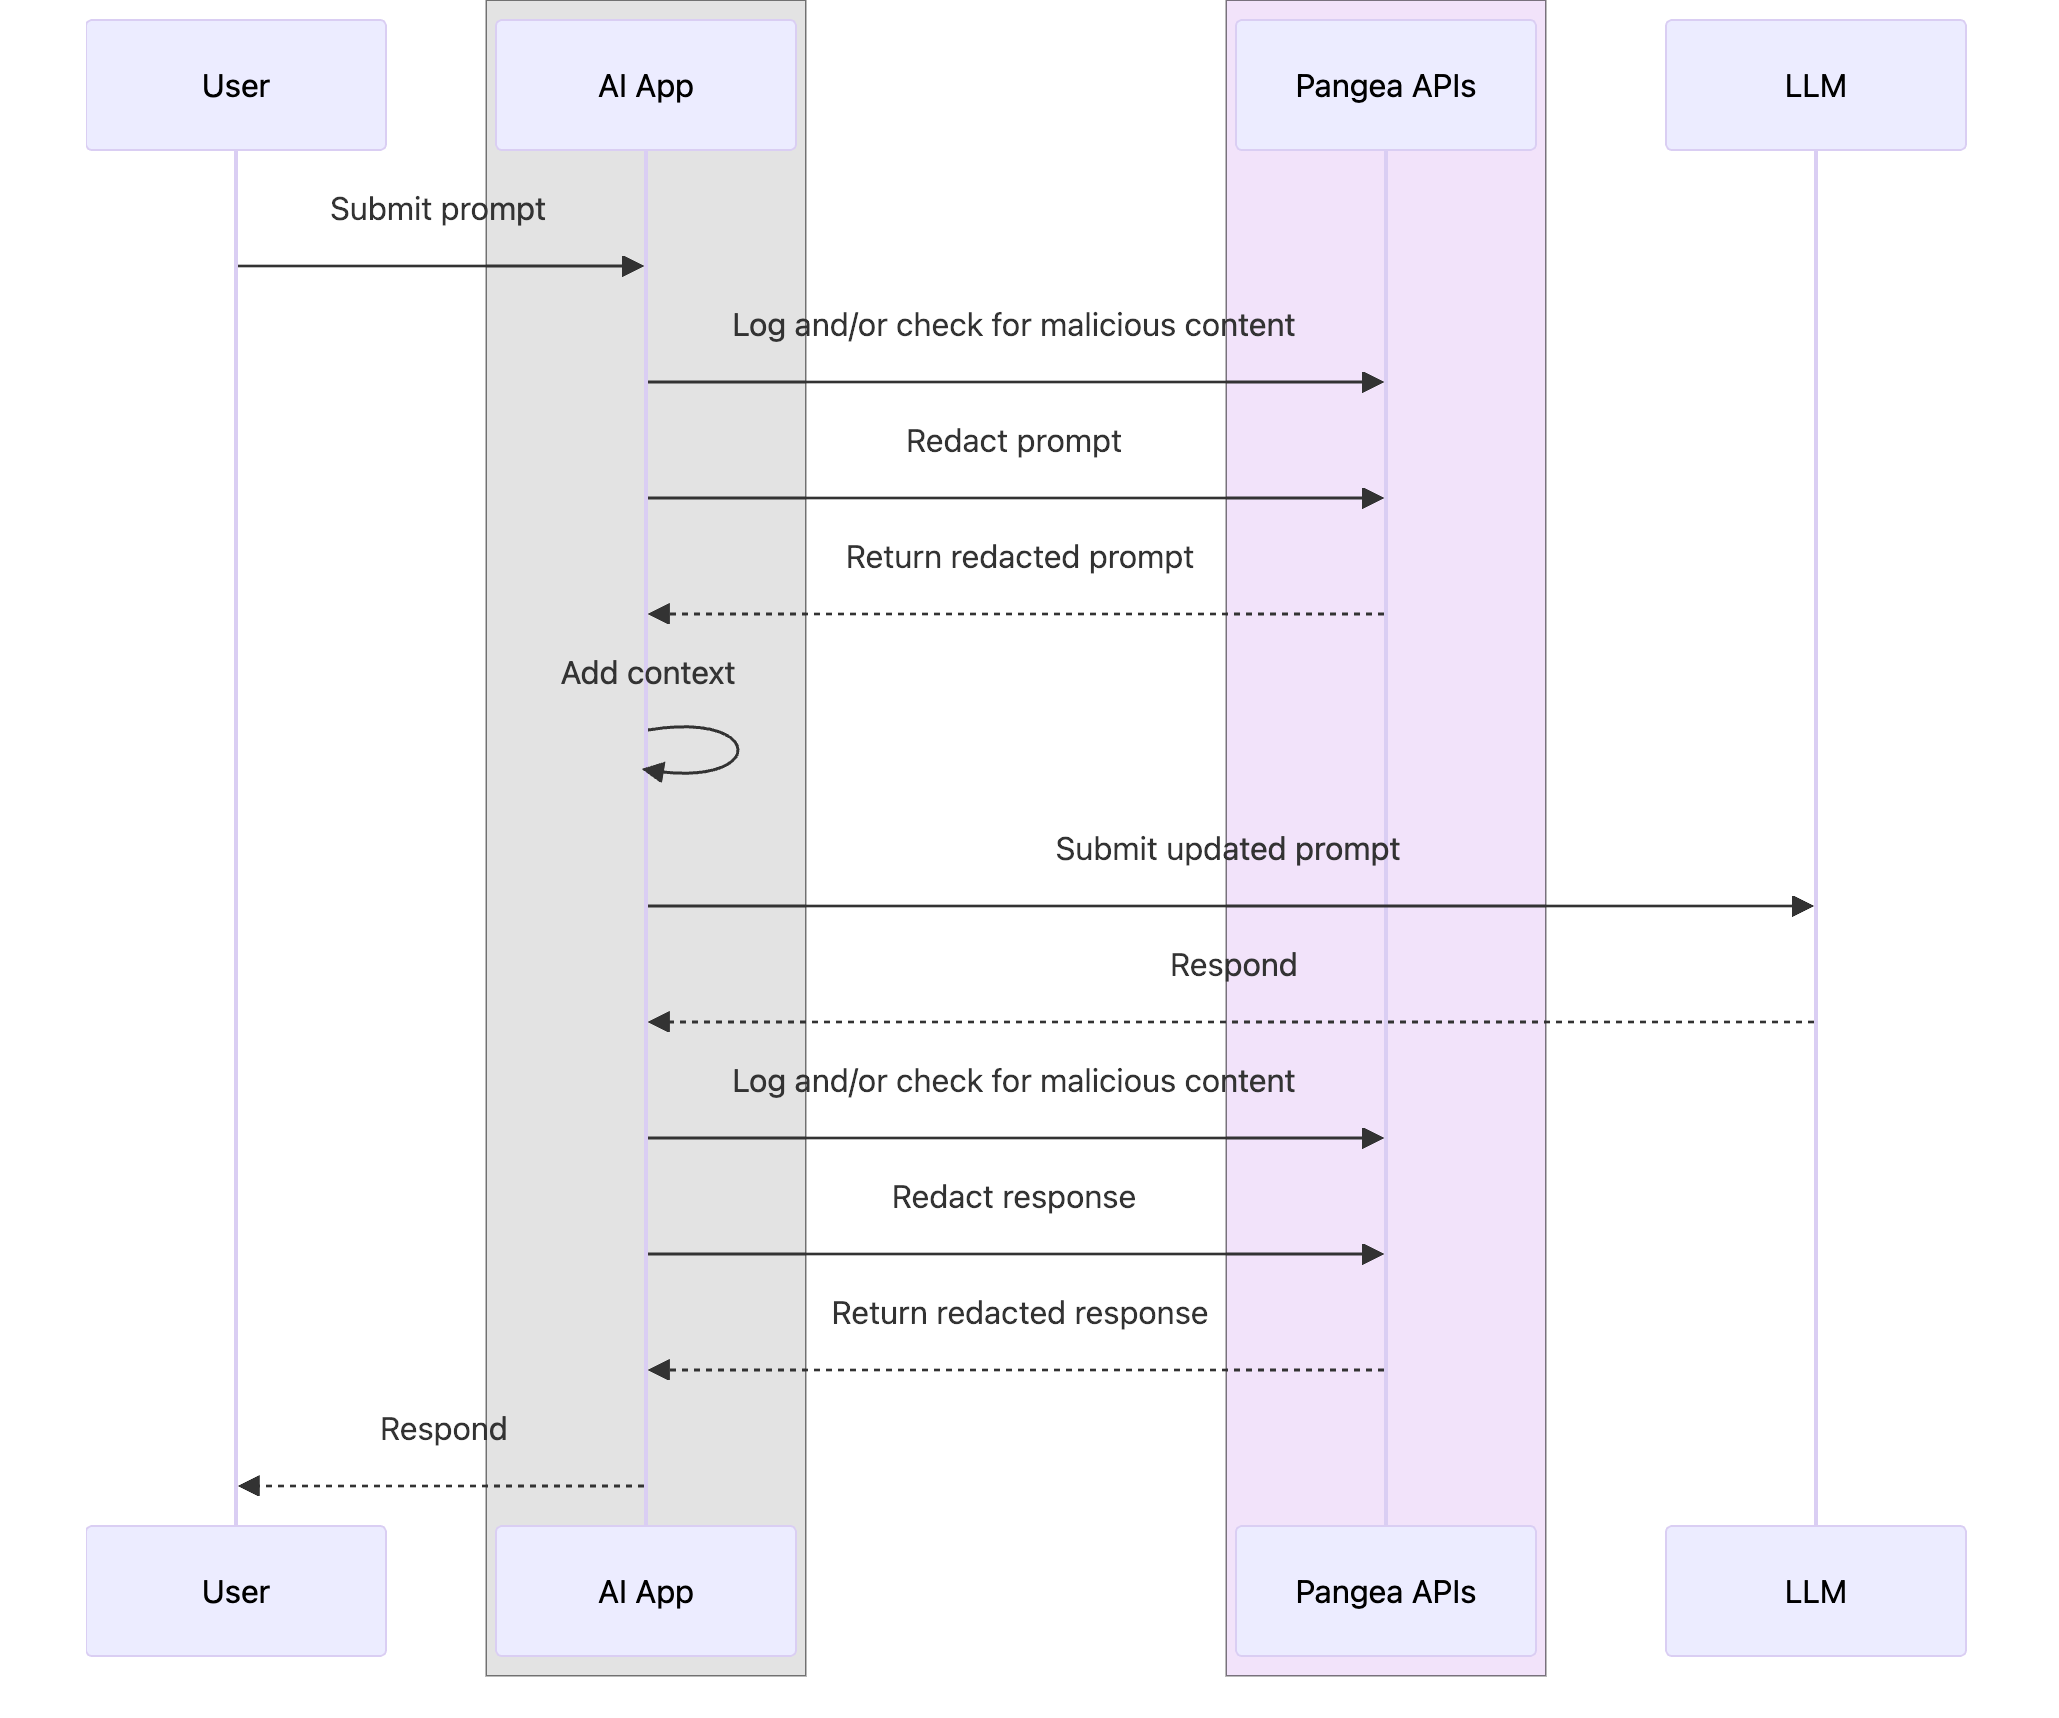 User
AI App
Pangea APIs
LLM
Submit prompt
Log and/or check for malicious content
Redact prompt
Return redacted prompt
Add context
Submit updated prompt
Respond
Log and/or check for malicious content
Redact response
Return redacted response
Respond
User
AI App
Pangea APIs
LLM